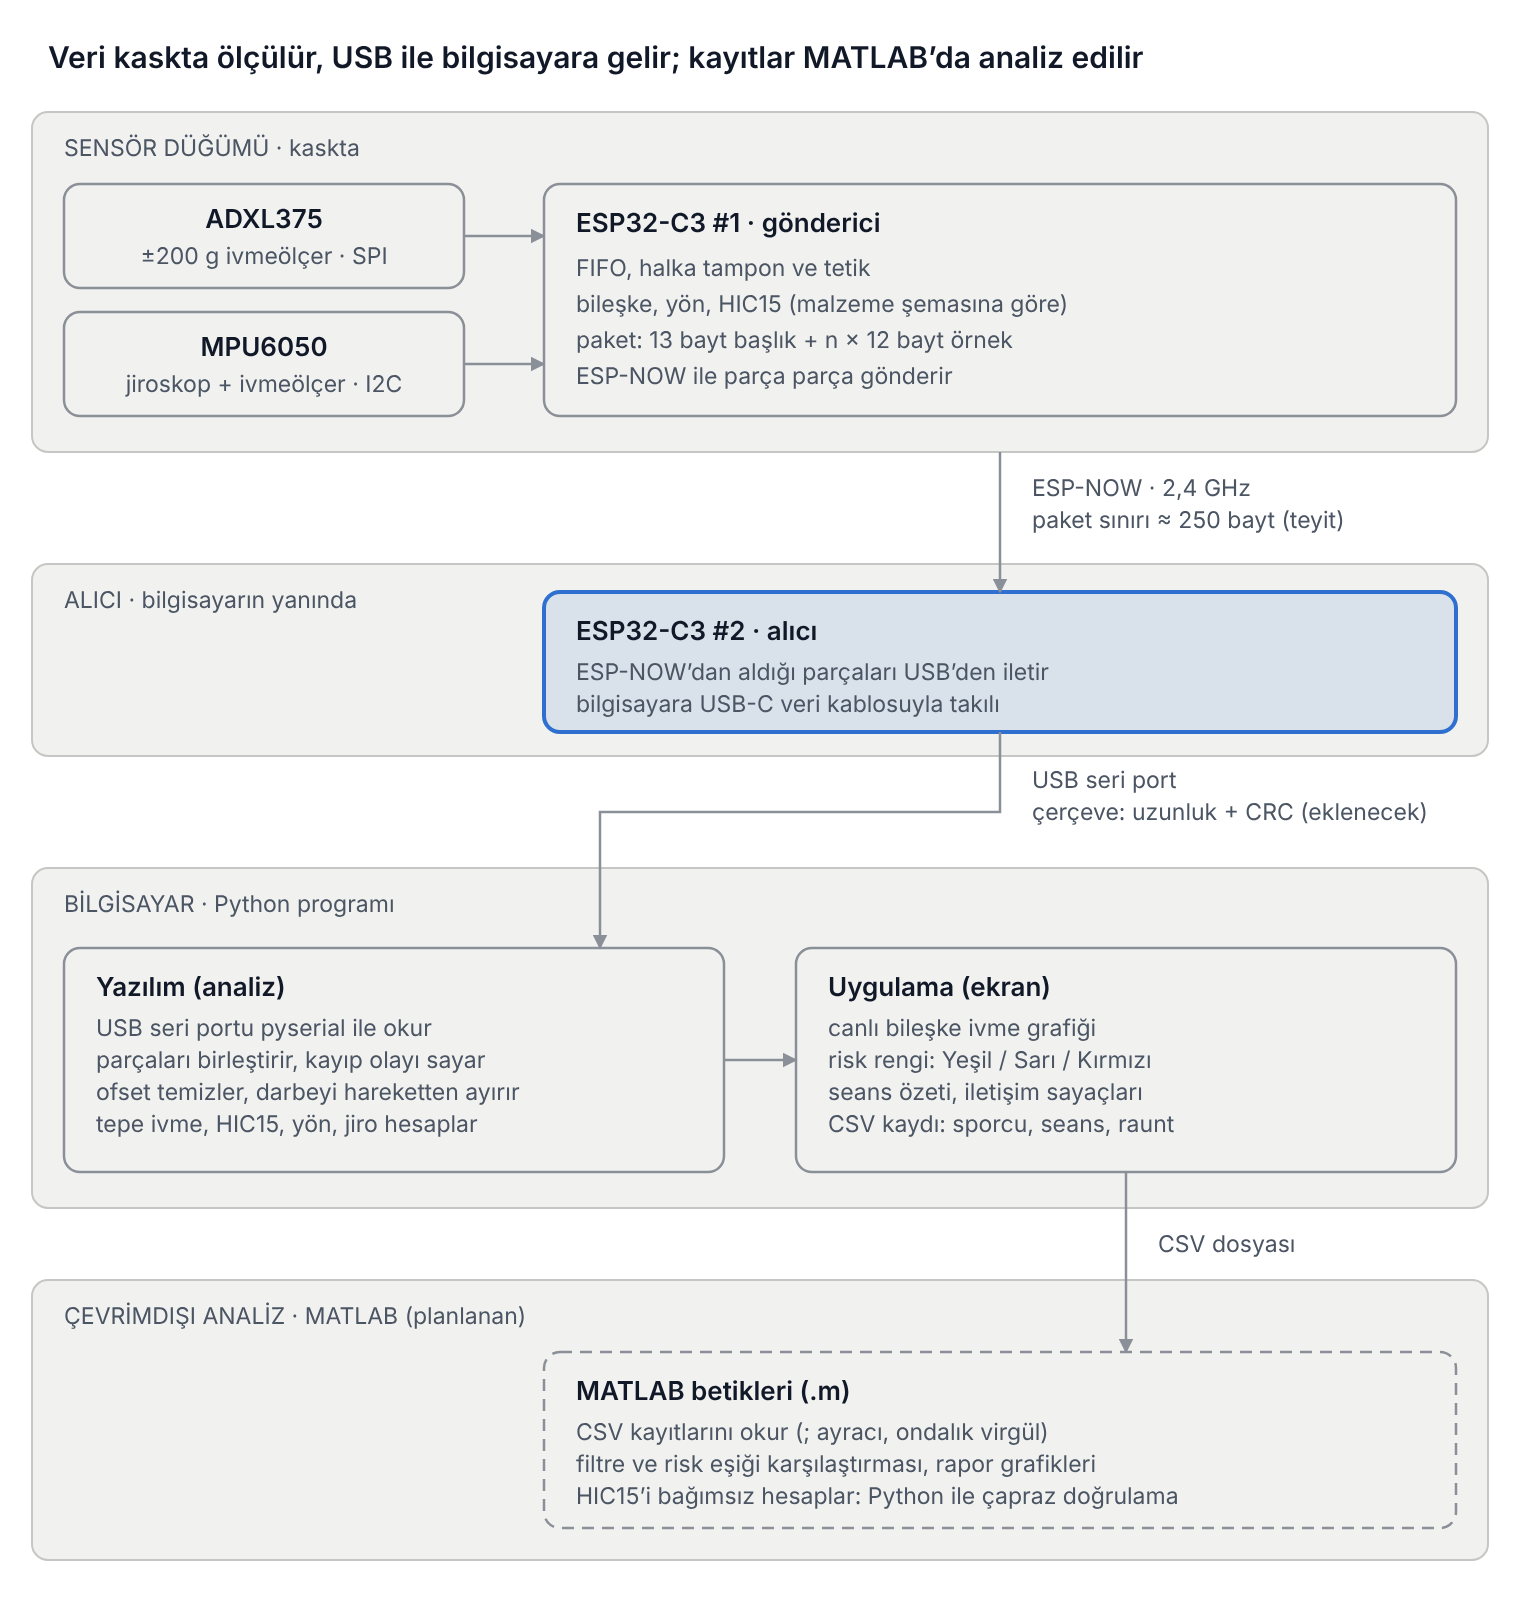 Veri kaskta ölçülür, USB ile bilgisayara gelir; kayıtlar MATLAB’da analiz edilir
SENSÖR DÜĞÜMÜ · kaskta
ADXL375
±200 g ivmeölçer · SPI
MPU6050
jiroskop + ivmeölçer · I2C
ESP32-C3 #1 · gönderici
FIFO, halka tampon ve tetik
bileşke, yön, HIC15 (malzeme şemasına göre)
paket: 13 bayt başlık + n × 12 bayt örnek
ESP-NOW ile parça parça gönderir
ESP-NOW · 2,4 GHz
paket sınırı ≈ 250 bayt (teyit)
ALICI · bilgisayarın yanında
ESP32-C3 #2 · alıcı
ESP-NOW’dan aldığı parçaları USB’den iletir
bilgisayara USB-C veri kablosuyla takılı
USB seri port
çerçeve: uzunluk + CRC (eklenecek)
BİLGİSAYAR · Python programı
Yazılım (analiz)
USB seri portu pyserial ile okur
parçaları birleştirir, kayıp olayı sayar
ofset temizler, darbeyi hareketten ayırır
tepe ivme, HIC15, yön, jiro hesaplar
Uygulama (ekran)
canlı bileşke ivme grafiği
risk rengi: Yeşil / Sarı / Kırmızı
seans özeti, iletişim sayaçları
CSV kaydı: sporcu, seans, raunt
CSV dosyası
ÇEVRİMDIŞI ANALİZ · MATLAB (planlanan)
MATLAB betikleri (.m)
CSV kayıtlarını okur (; ayracı, ondalık virgül)
filtre ve risk eşiği karşılaştırması, rapor grafikleri
HIC15’i bağımsız hesaplar: Python ile çapraz doğrulama